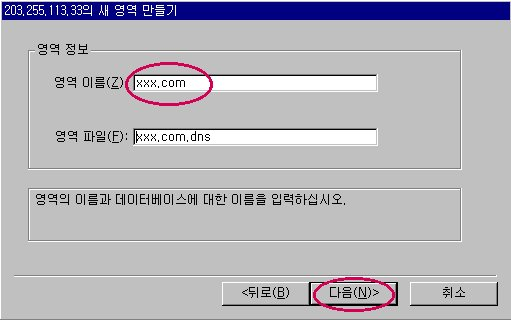 203,255,113,33의 새 영역 만들기
영역 정보
영역 이름(Z) xxx,com
영역 파일(F): xxx,com,dns
영역의 이름과 데이터베이스에 대한 이름을 입력하십시오,
<뒤로(B) 다음(N)> 취소